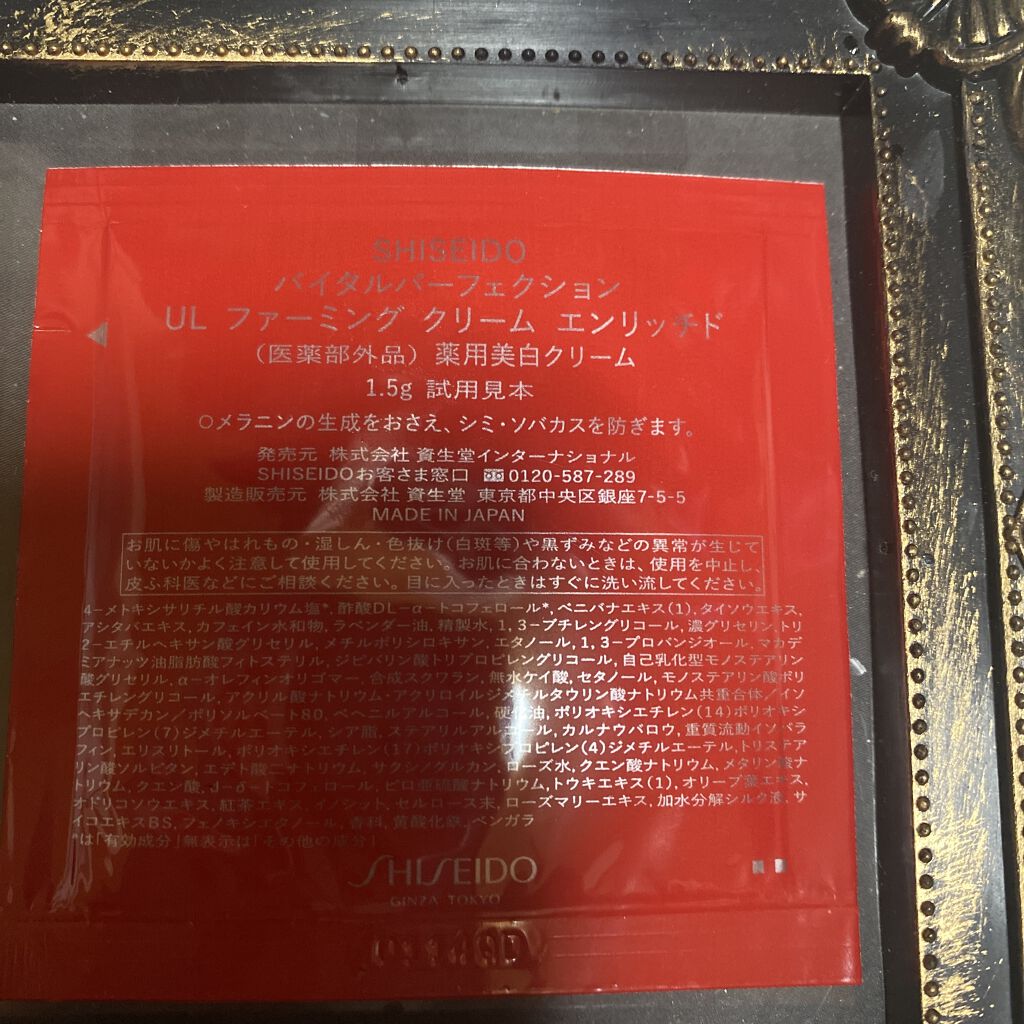 SHISEIDO
バイタルパーフェクション
UL ファーミング クリーム エンリッチド
(医薬部外品) 薬用美白クリーム
1.5g 試用見本
○メラニンの生成をおさえ、シミ・ソバカスを防ぎます。
発売元 株式会社 資生堂インターナショナル
SHISEIDOお客さま窓口 0120-587-289
製造販売元 株式会社 資生堂 東京都中央区銀座7-5-5
MADE IN JAPAN
お肌に傷やはれもの・湿しん・色抜け(白斑等)や黒ずみなどの異常が生じて
いないかよく注意して使用してください。お肌に合わないときは、使用を中止し、
皮ふ科医などにご相談ください。目に入ったときはすぐに洗い流してください。
4-メトキシサリチル酸カリウム塩*, 酢酸DL-α-トコフェロール*, ベニバナエキス(1), タイソウエキス,
アシタバエキス, カフェイン水和物, ラベンダー油, 精製水, 1, 3-ブチレングリコール, 濃グリセリン, トリ
2-エチルヘキサン酸グリセリル, メチルポリシロキサン, エタノール, 1, 3-プロパンジオール, マカデ
ミアナッツ油脂肪酸フィトステリル, ジピバリン酸トリプロピレングリコール, 自己乳化型モノステアリン
酸グリセリル, α-オレフィンオリゴマー, 合成スクワラン, 無水ケイ酸, セタノール, モノステアリン酸ポリ
エチレングリコール, アクリル酸ナトリウム・アクリロイルジメチルタウリン酸ナトリウム共重合体/イソ
ヘキサデカン/ポリソルベート80, ベヘニルアルコール, 硬化油, ポリオキシエチレン(14)ポリオキシ
プロピレン(7)ジメチルエーテル, シア脂, ステアリルアルコール, カルナウバロウ, 重質流動イソパラ
フィン, エリスリトール, ポリオキシエチレン(17)ポリオキシプロピレン(4)ジメチルエーテル, トリステア
リン酸ソルビタン, エデト酸二ナトリウム, サクシノグルカン, ローズ水, クエン酸ナトリウム, メタリン酸ナ
トリウム, クエン酸, J-δ-トコフェロール, ピロ亜硫酸ナトリウム, トウキエキス(1), オリーブ葉エキス,
オドリコソウエキス, 紅茶エキス, イノシット, セルロース末, ローズマリーエキス, 加水分解シルク液, サ
イコエキスBS, フェノキシエタノール, 香料, 黄酸化鉄, ベンガラ
*は「有効成分」無表示は「その他の成分」
SHISEIDO
GINZA TOKYO